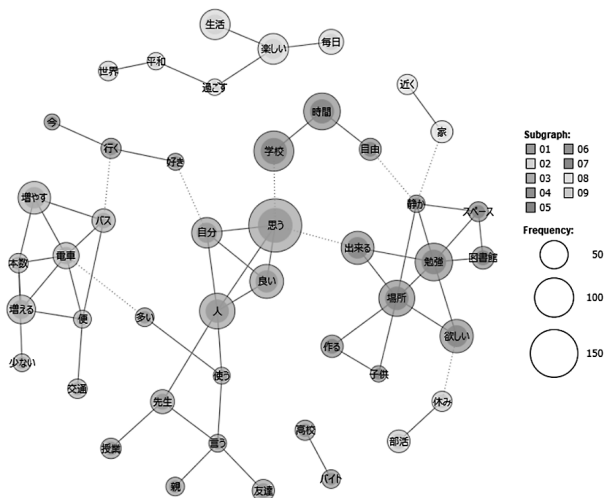 生活
楽しい
毎日
世界
平和
過ごす
近く
家
時間
学校
自由
今
行く
好き
増やす
バス
静か
スペース
自分
思う
出来る
勉強
図書館
本数
電車
良い
増える
便
多い
人
場所
欲しい
少ない
交通
使う
作る
子供
先生
休み
授業
言う
高校
部活
親
友達
バイト
Subgraph:
01 06
02 07
03 08
04 09
05
Frequency:
50
100
150